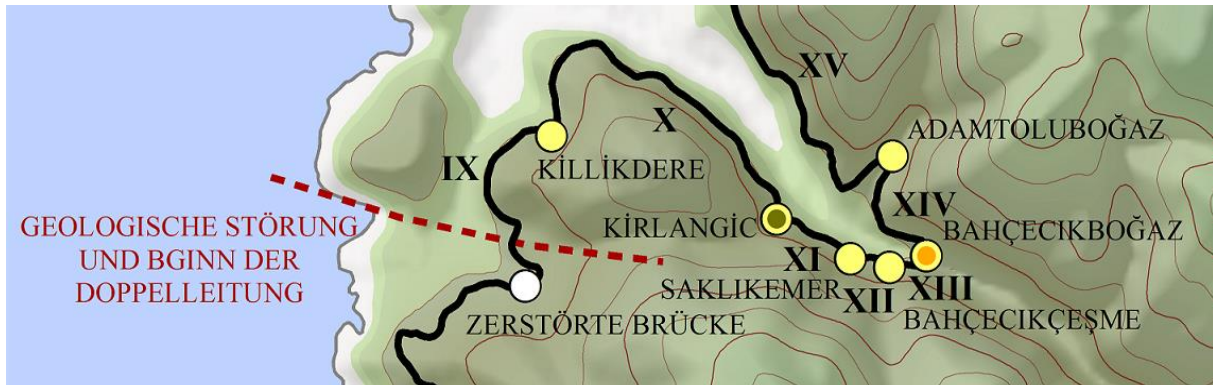 XV
X
ADAMTOLUBOĞAZ
IX
KİLLİKDERE
XIV
GEOLOGISCHE STÖRUNG
UND BGINN DER
DOPPELLEITUNG
KİRLANGİC
BAHÇECIKBOĞAZ
XI
SAKLIKEMER
XII
XIII
BAHÇECIKÇEŞME
ZERSTÖRTE BRÜCKE